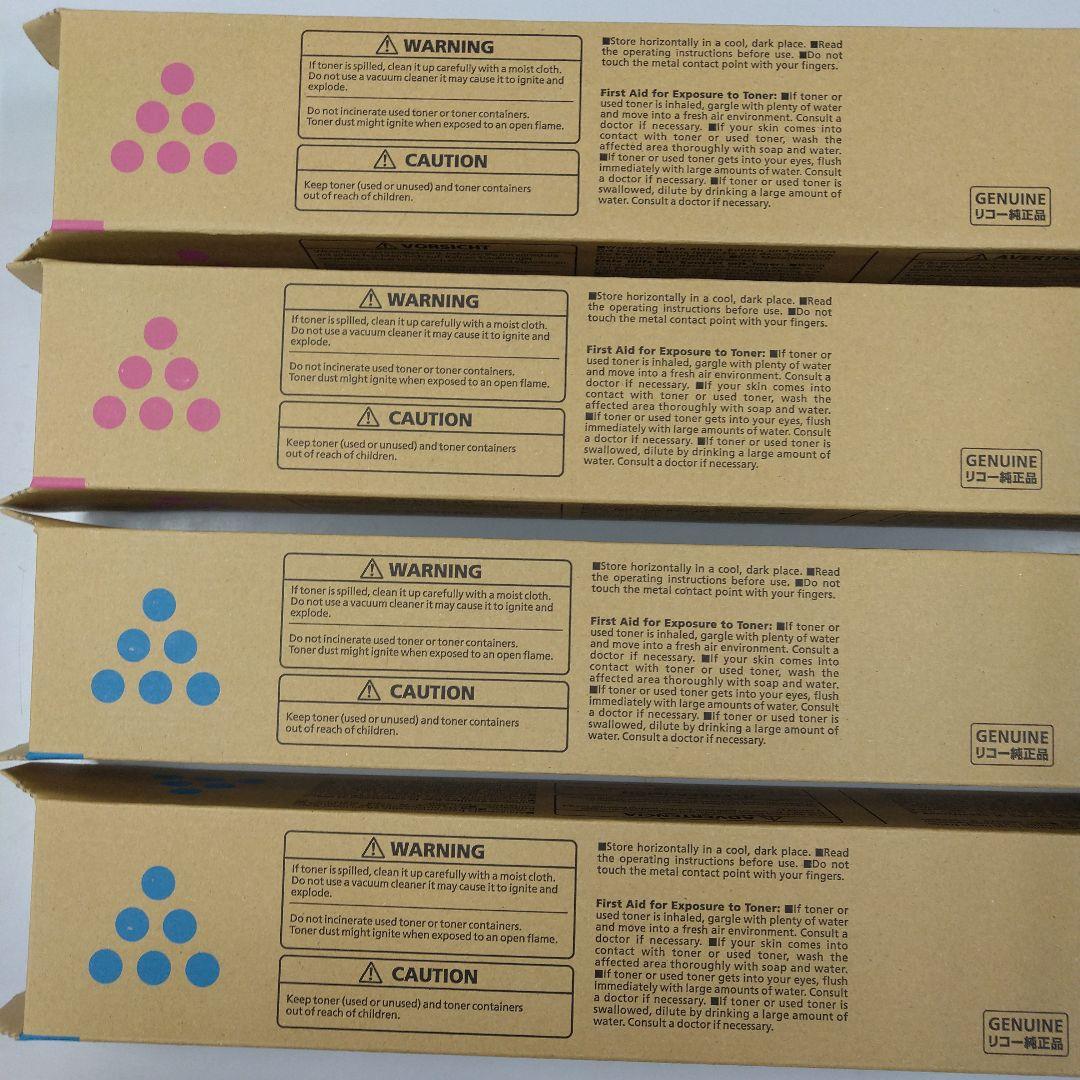 ⚠ WARNING
If toner is spilled, clean it up carefully with a moist cloth.
Do not use a vacuum cleaner it may cause it to ignite and
explode.
Do not incinerate used toner or toner containers.
Toner dust might ignite when exposed to an open flame.
⚠ CAUTION
Keep toner (used or unused) and toner containers
out of reach of children.
■Store horizontally in a cool, dark place. ■Read
the operating instructions before use. ■Do not
touch the metal contact point with your fingers.
First Aid for Exposure to Toner: ■If toner or
used toner is inhaled, gargle with plenty of water
and move into a fresh air environment. Consult a
doctor if necessary. ■If your skin comes into
contact with toner or used toner, wash the
affected area thoroughly with soap and water.
■If toner or used toner gets into your eyes, flush
immediately with large amounts of water. Consult
a doctor if necessary. ■If toner or used toner is
swallowed, dilute by drinking a large amount of
water. Consult a doctor if necessary.
GENUINE
リコー純正品
⚠ VORSICHT
⚠ WARNING
If toner is spilled, clean it up carefully with a moist cloth.
Do not use a vacuum cleaner it may cause it to ignite and
explode.
Do not incinerate used toner or toner containers.
Toner dust might ignite when exposed to an open flame.
⚠ CAUTION
Keep toner (used or unused) and toner containers
out of reach of children.
■Store horizontally in a cool, dark place. ■Read
the operating instructions before use. ■Do not
touch the metal contact point with your fingers.
First Aid for Exposure to Toner: ■If toner or
used toner is inhaled, gargle with plenty of water
and move into a fresh air environment. Consult a
doctor if necessary. ■If your skin comes into
contact with toner or used toner, wash the
affected area thoroughly with soap and water.
■If toner or used toner gets into your eyes, flush
immediately with large amounts of water. Consult
a doctor if necessary. ■If toner or used toner is
swallowed, dilute by drinking a large amount of
water. Consult a doctor if necessary.
GENUINE
リコー純正品
⚠ WARNING
If toner is spilled, clean it up carefully with a moist cloth.
Do not use a vacuum cleaner it may cause it to ignite and
explode.
Do not incinerate used toner or toner containers.
Toner dust might ignite when exposed to an open flame.
⚠ CAUTION
Keep toner (used or unused) and toner containers
out of reach of children.
■Store horizontally in a cool, dark place. ■Read
the operating instructions before use. ■Do not
touch the metal contact point with your fingers.
First Aid for Exposure to Toner: ■If toner or
used toner is inhaled, gargle with plenty of water
and move into a fresh air environment. Consult a
doctor if necessary. ■If your skin comes into
contact with toner or used toner, wash the
affected area thoroughly with soap and water.
■If toner or used toner gets into your eyes, flush
immediately with large amounts of water. Consult
a doctor if necessary. ■If toner or used toner is
swallowed, dilute by drinking a large amount of
water. Consult a doctor if necessary.
GENUINE
リコー純正品
⚠ ADVERTENCIA
⚠ WARNING
If toner is spilled, clean it up carefully with a moist cloth.
Do not use a vacuum cleaner it may cause it to ignite and
explode.
Do not incinerate used toner or toner containers.
Toner dust might ignite when exposed to an open flame.
⚠ CAUTION
Keep toner (used or unused) and toner containers
out of reach of children.
■Store horizontally in a cool, dark place. ■Read
the operating instructions before use. ■Do not
touch the metal contact point with your fingers.
First Aid for Exposure to Toner: ■If toner or
used toner is inhaled, gargle with plenty of water
and move into a fresh air environment. Consult a
doctor if necessary. ■If your skin comes into
contact with toner or used toner, wash the
affected area thoroughly with soap and water.
■If toner or used toner gets into your eyes, flush
immediately with large amounts of water. Consult
a doctor if necessary. ■If toner or used toner is
swallowed, dilute by drinking a large amount of
water. Consult a doctor if necessary.
GENUINE
リコー純正品